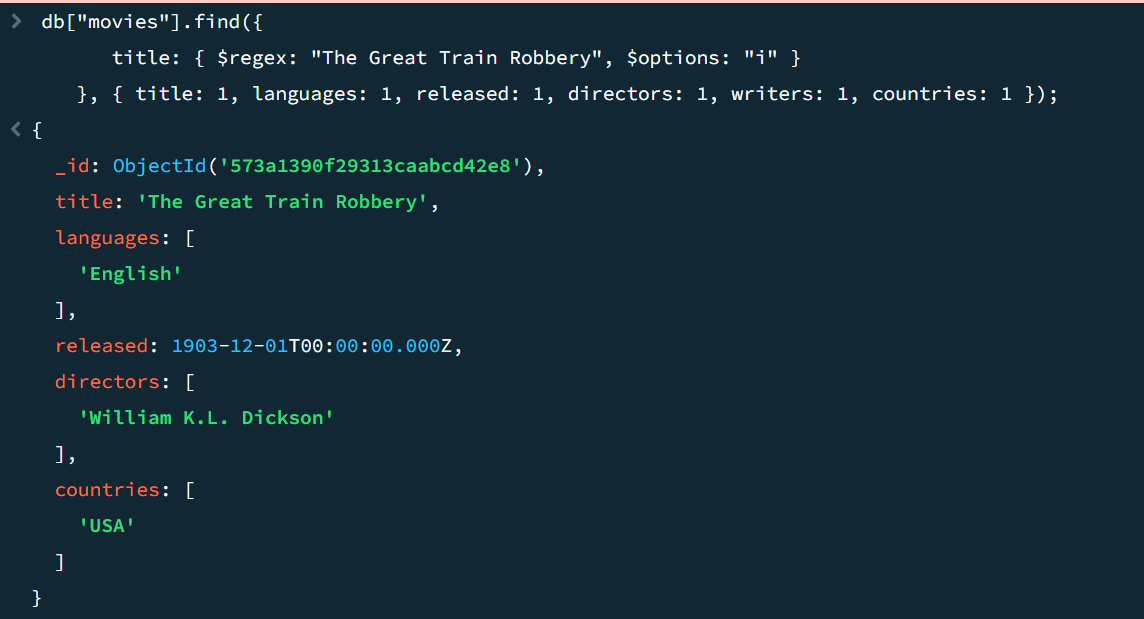 > db["movies"].find({
title: { $regex: "The Great Train Robbery", $options: "i" }
}, { title: 1, languages: 1, released: 1, directors: 1, writers: 1, countries: 1 });
< {
_id: ObjectId('573a1390f29313caabcd42e8'),
title: 'The Great Train Robbery',
languages: [
'English'
],
released: 1903-12-01T00:00:00.000Z,
directors: [
'William K.L. Dickson'
],
countries: [
'USA'
]
}